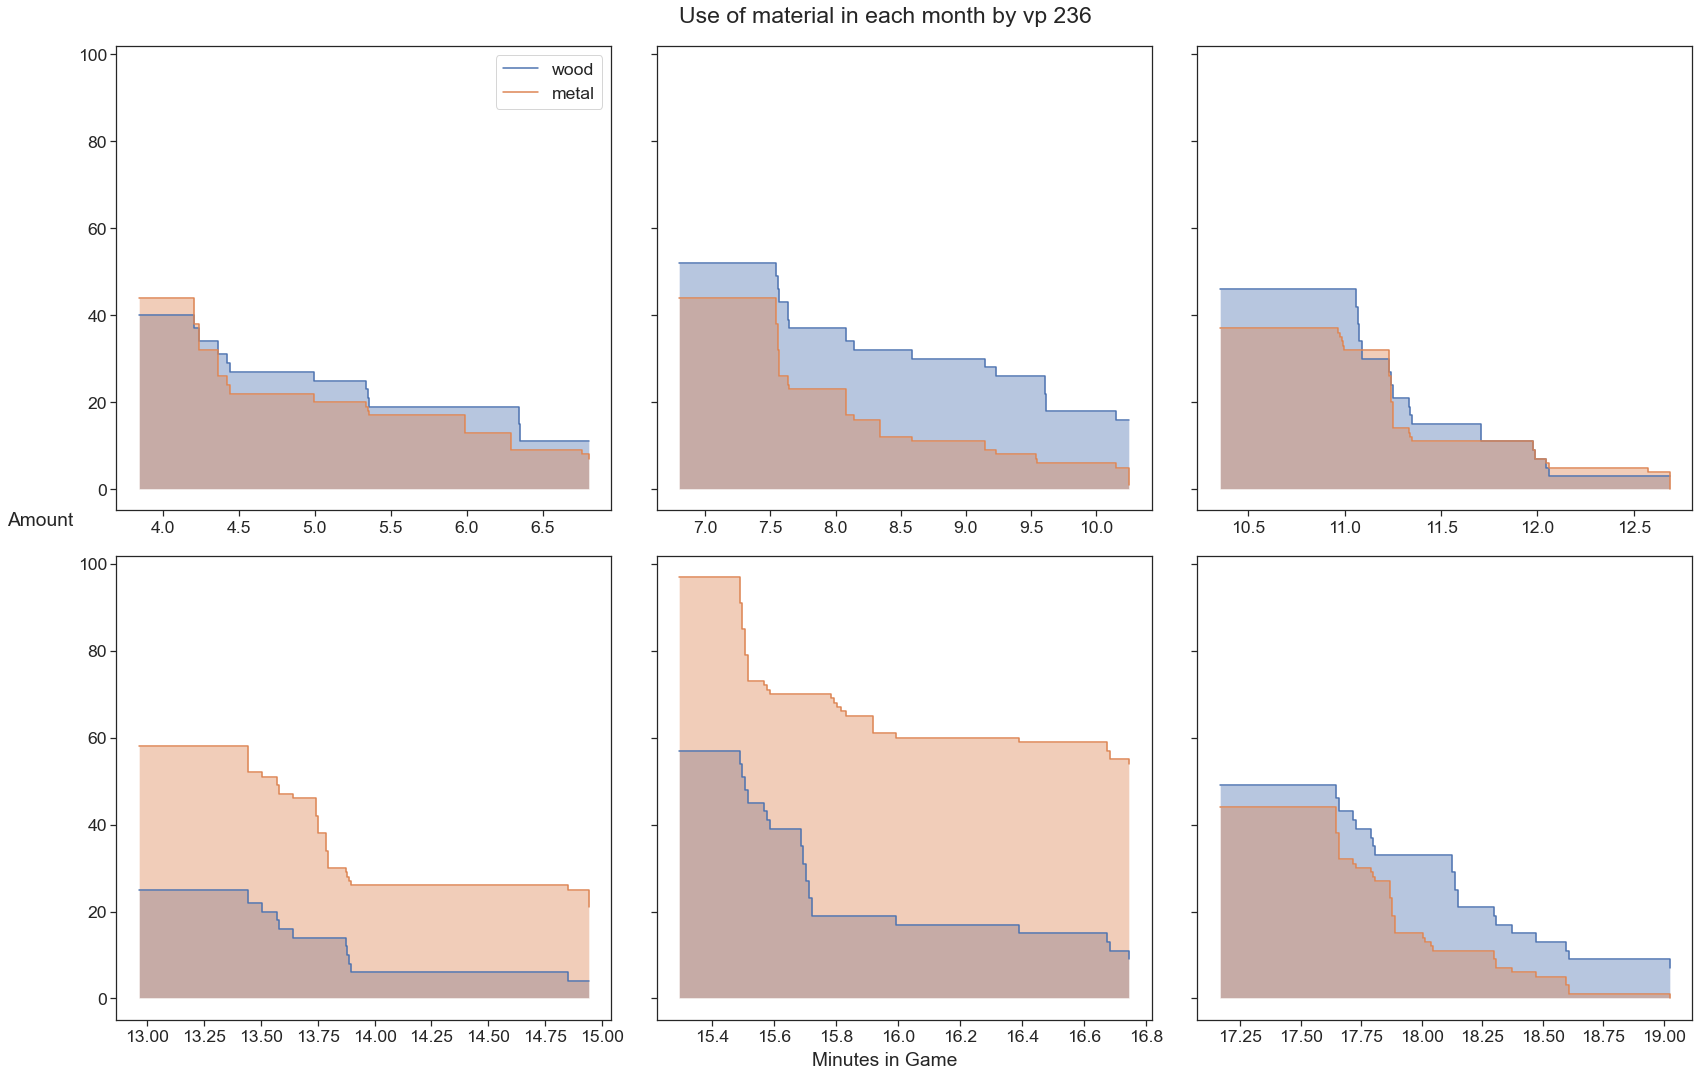 Use of material in each month by vp 236
wood
metal
100
80
60
40
20
0
4.0 4.5 5.0 5.5 6.0 6.5
7.0 7.5 8.0 8.5 9.0 9.5 10.0
10.5 11.0 11.5 12.0 12.5
Amount
100
80
60
40
20
0
13.00 13.25 13.50 13.75 14.00 14.25 14.50 14.75 15.00
15.4 15.6 15.8 16.0 16.2 16.4 16.6 16.8
17.25 17.50 17.75 18.00 18.25 18.50 18.75 19.00
Minutes in Game